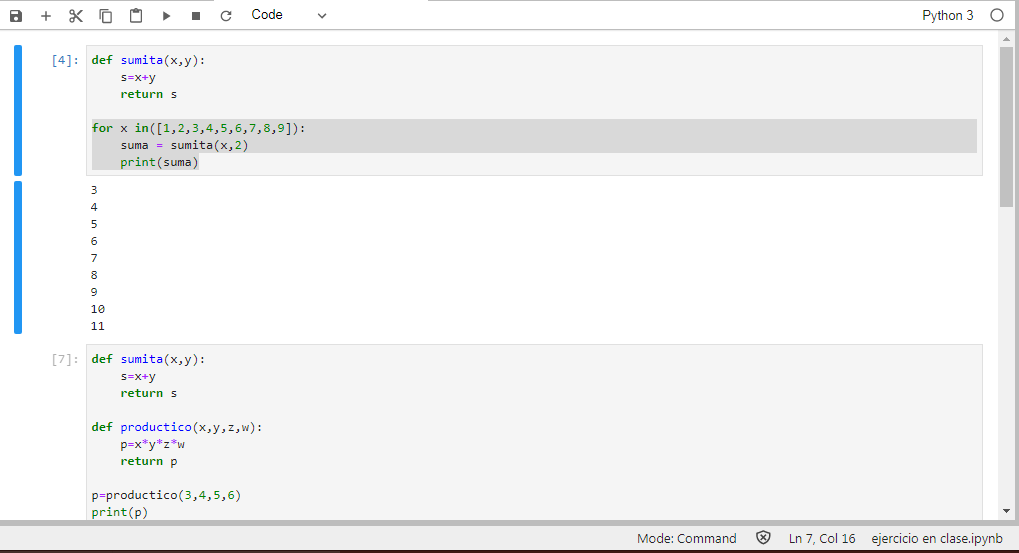 Code
Python 3
[4]:
def sumita(x,y):
    s=x+y
    return s
for x in([1,2,3,4,5,6,7,8,9]):
    suma = sumita(x,2)
    print(suma)
3
4
5
6
7
8
9
10
11
[7]:
def sumita(x,y):
    s=x+y
    return s
def productico(x,y,z,w):
    p=x*y*z*w
    return p
p=productico(3,4,5,6)
print(p)
Mode: Command
Ln 7, Col 16
ejercicio en clase.ipynb